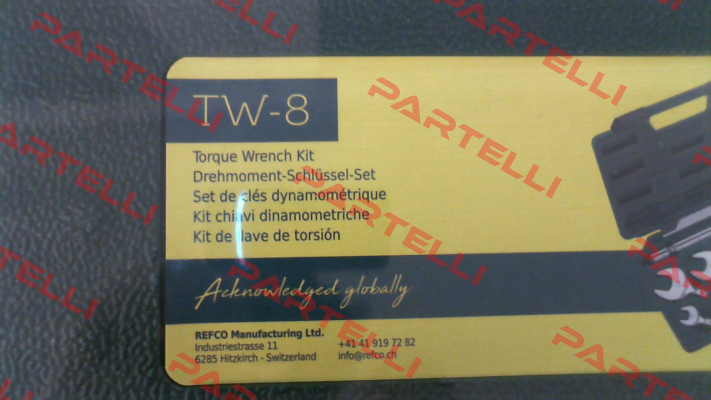 TW-8
Torque Wrench Kit
Drehmoment-Schlüssel-Set
Set de clés dynamométrique
Kit chiavi dinamometriche
Kit de llave de torsión
Acknowledged globally
REFCO Manufacturing Ltd.
Industriestrasse 11
6285 Hitzkirch - Switzerland
+41 41 919 72 82
info@refco.ch
PARTELLI
PARTELLI
PARTELLI
PARTELLI
PARTELLI
PARTELLI
PARTELLI